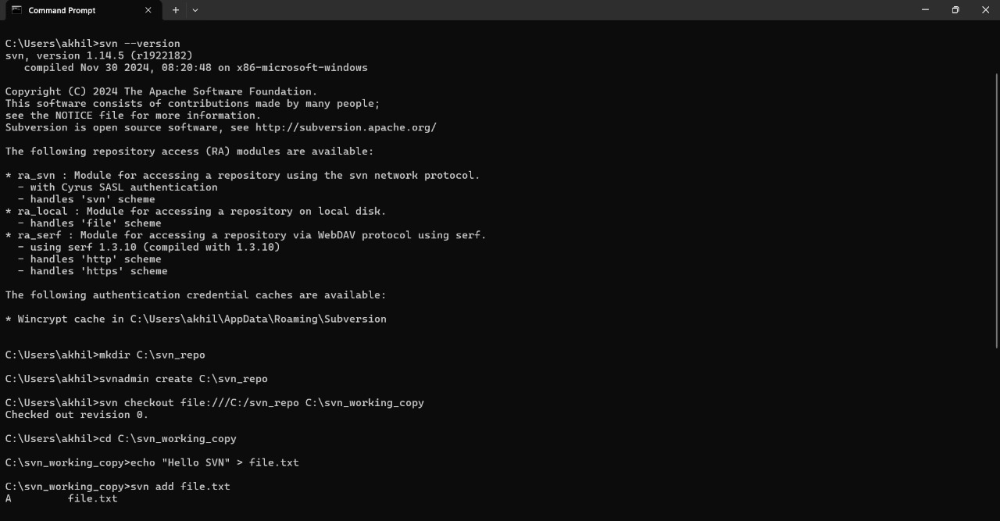 Command Prompt
C:\Users\akhil>svn --version
svn, version 1.14.5 (r1922182)
   compiled Nov 30 2024, 08:20:48 on x86-microsoft-windows
Copyright (C) 2024 The Apache Software Foundation.
This software consists of contributions made by many people;
see the NOTICE file for more information.
Subversion is open source software, see http://subversion.apache.org/
The following repository access (RA) modules are available:
* ra_svn : Module for accessing a repository using the svn network protocol.
  - with Cyrus SASL authentication
  - handles 'svn' scheme
* ra_local : Module for accessing a repository on local disk.
  - handles 'file' scheme
* ra_serf : Module for accessing a repository via WebDAV protocol using serf.
  - using serf 1.3.10 (compiled with 1.3.10)
  - handles 'http' scheme
  - handles 'https' scheme
The following authentication credential caches are available:
* Wincrypt cache in C:\Users\akhil\AppData\Roaming\Subversion
C:\Users\akhil>mkdir C:\svn_repo
C:\Users\akhil>svnadmin create C:\svn_repo
C:\Users\akhil>svn checkout file:///C:/svn_repo C:\svn_working_copy
Checked out revision 0.
C:\Users\akhil>cd C:\svn_working_copy
C:\svn_working_copy>echo "Hello SVN" > file.txt
C:\svn_working_copy>svn add file.txt
A         file.txt